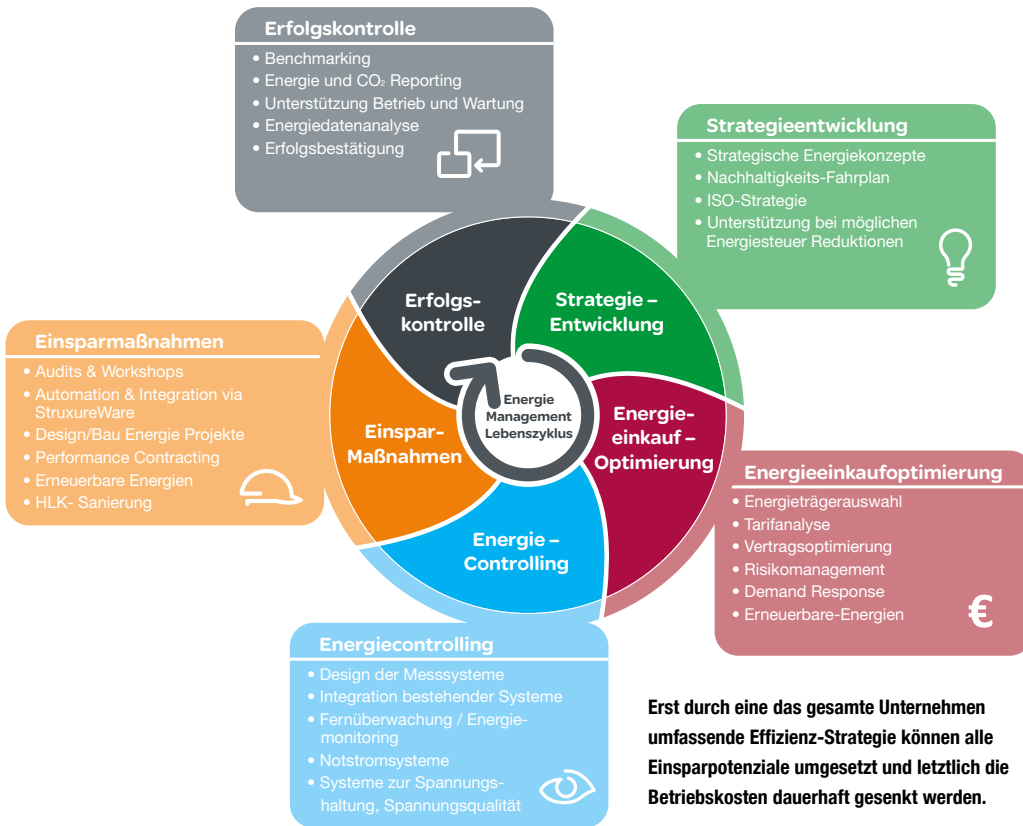 Erfolgskontrolle
• Benchmarking
• Energie und CO₂ Reporting
• Unterstützung Betrieb und Wartung
• Energiedatenanalyse
• Erfolgsbestätigung
Strategieentwicklung
• Strategische Energiekonzepte
• Nachhaltigkeits-Fahrplan
• ISO-Strategie
• Unterstützung bei möglichen
Energiesteuer Reduktionen
Erfolgs-
kontrolle
Strategie –
Entwicklung
Einsparmaßnahmen
• Audits & Workshops
• Automation & Integration via
StruxureWare
• Design/Bau Energie Projekte
• Performance Contracting
• Erneuerbare Energien
• HLK- Sanierung
Einspar-
Maßnahmen
Energie
Management
Lebenszyklus
Energie-
einkauf –
Optimierung
Energie –
Controlling
Energieeinkaufoptimierung
• Energieträgerauswahl
• Tarifanalyse
• Vertragsoptimierung
• Risikomanagement
• Demand Response
• Erneuerbare-Energien
€
Energiecontrolling
• Design der Messsysteme
• Integration bestehender Systeme
• Fernüberwachung / Energie-
monitoring
• Notstromsysteme
• Systeme zur Spannungs-
haltung, Spannungsqualität
Erst durch eine das gesamte Unternehmen
umfassende Effizienz-Strategie können alle
Einsparpotenziale umgesetzt und letztlich die
Betriebskosten dauerhaft gesenkt werden.